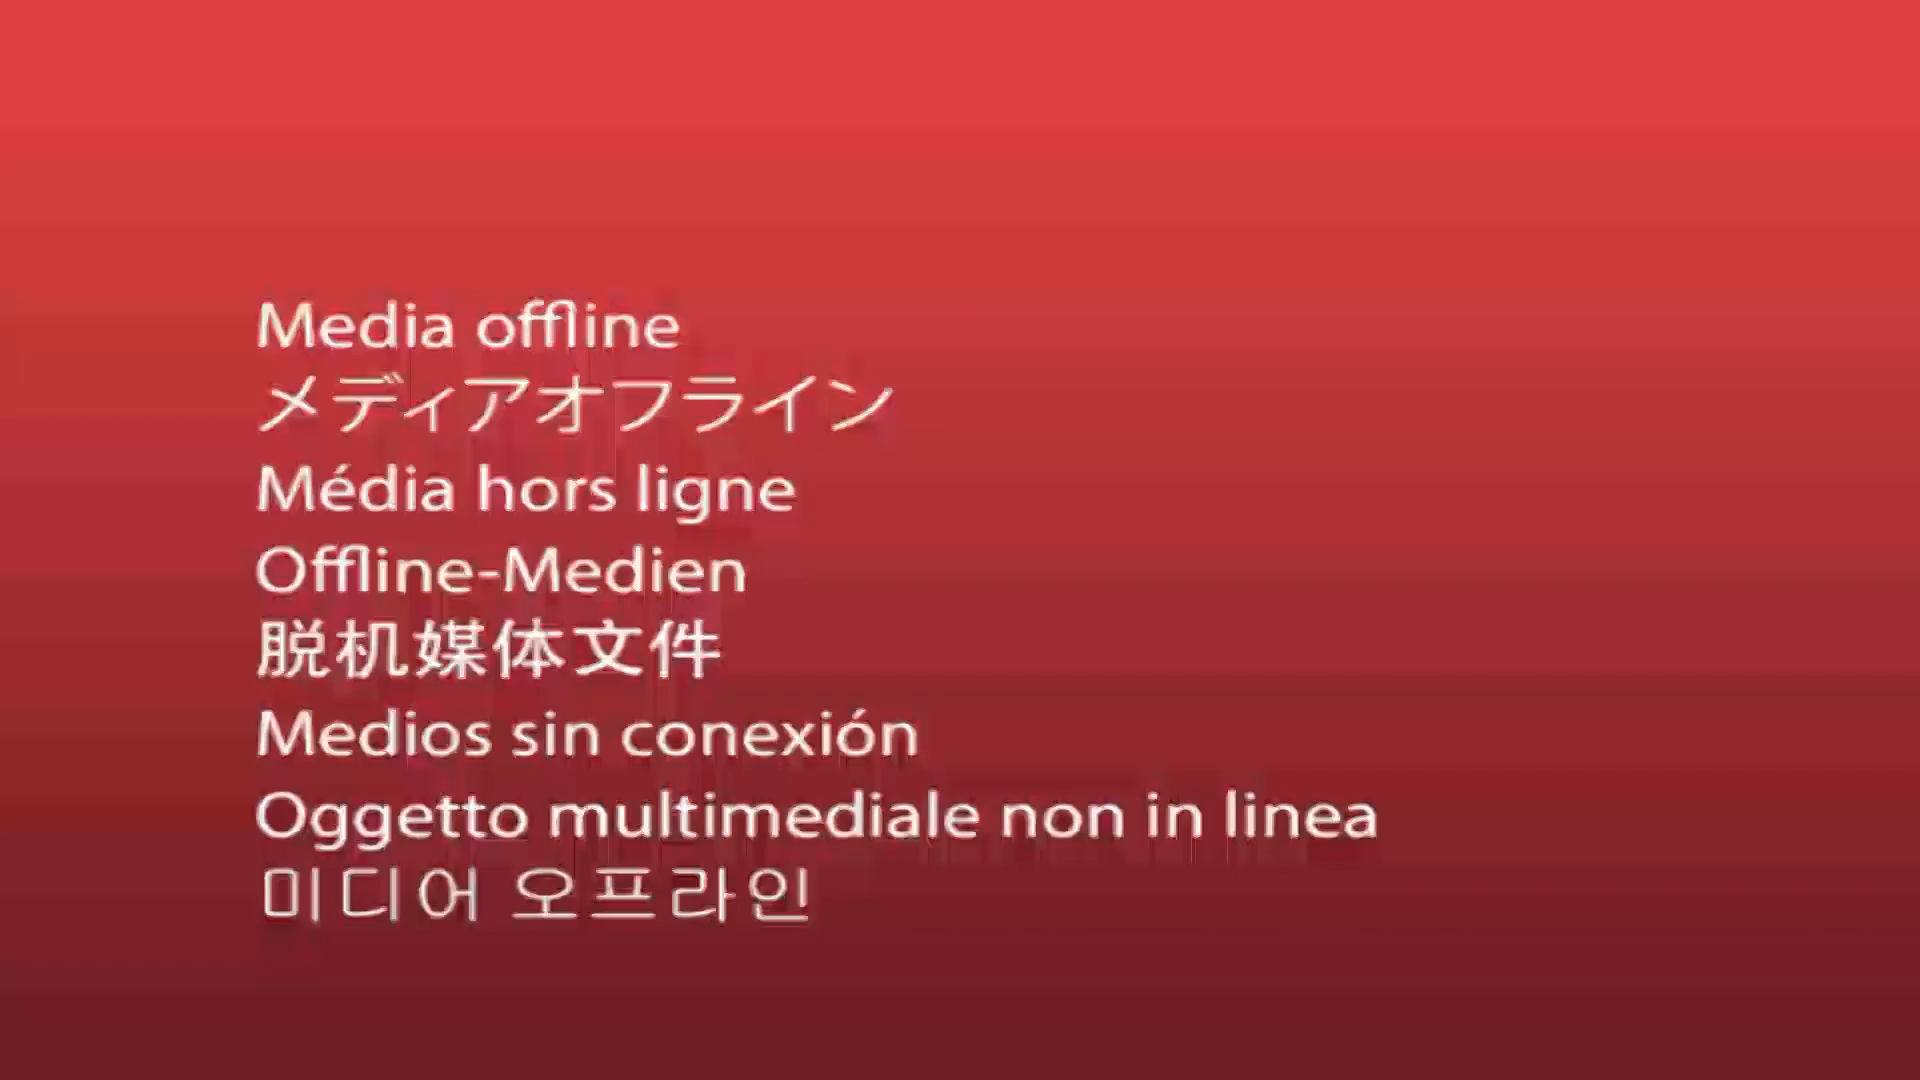 Media offline
メディアオフライン
Média hors ligne
Offline-Medien
脱机媒体文件
Medios sin conexión
Oggetto multimediale non in linea
미디어 오프라인